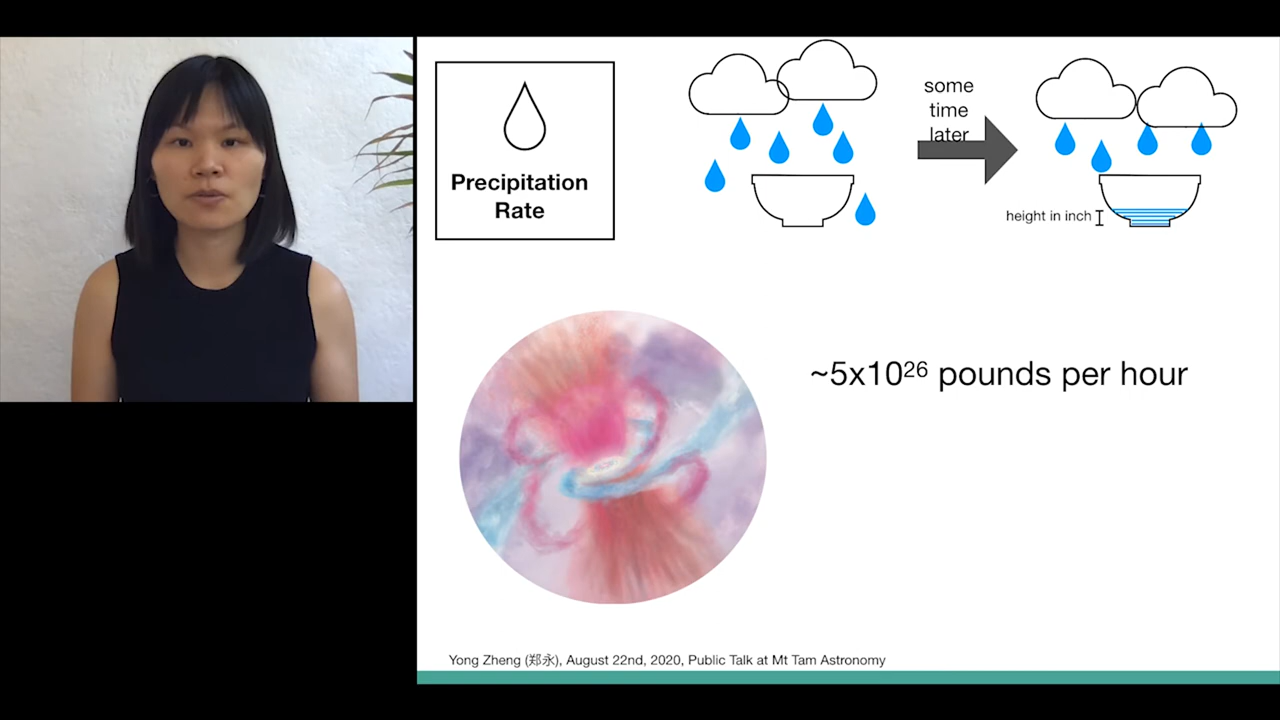 Precipitation
Rate
some
time
later
height in inch
~5x10²⁶ pounds per hour
Yong Zheng (郑永), August 22nd, 2020, Public Talk at Mt Tam Astronomy